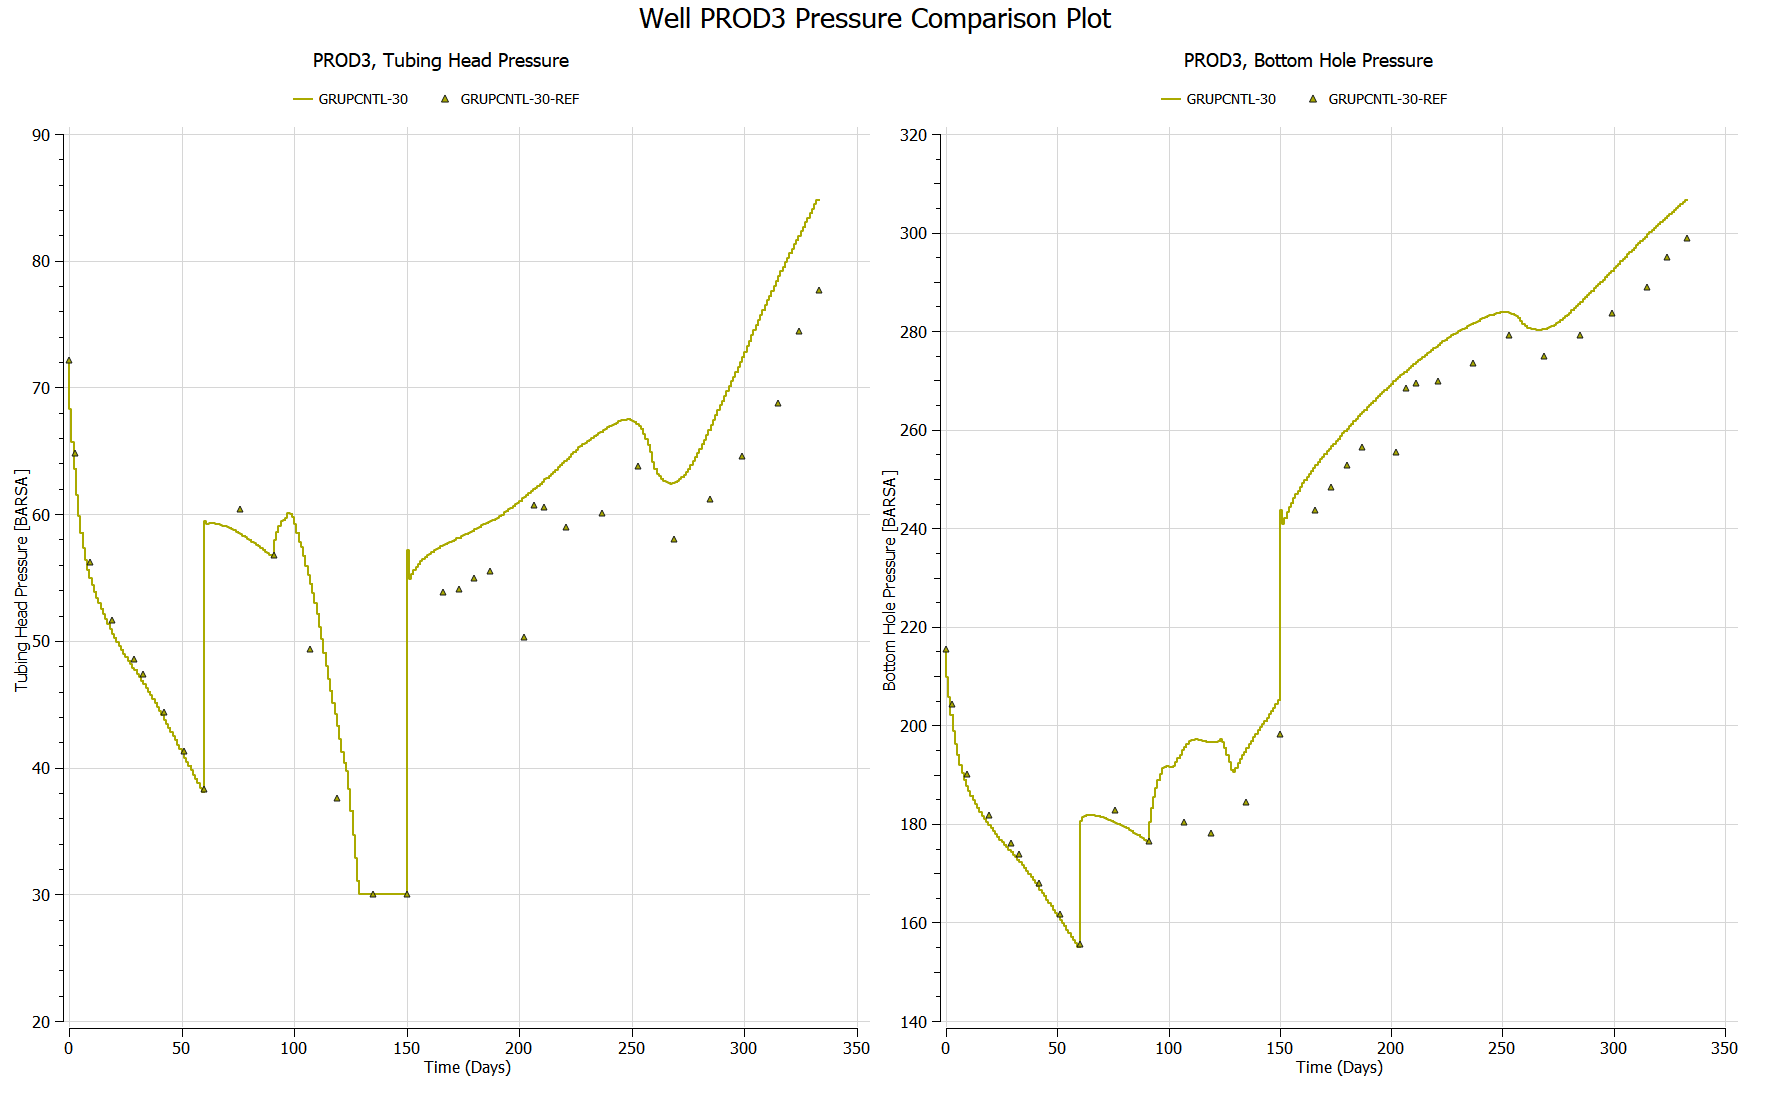 Well PROD3 Pressure Comparison Plot
PROD3, Tubing Head Pressure
GRUPCNTL-30 GRUPCNTL-30-REF
90
80
70
60
50
40
30
20
Tubing Head Pressure [BARSA]
0 50 100 150 200 250 300 350
Time (Days)
PROD3, Bottom Hole Pressure
GRUPCNTL-30 GRUPCNTL-30-REF
320
300
280
260
240
220
200
180
160
140
Bottom Hole Pressure [BARSA]
0 50 100 150 200 250 300 350
Time (Days)